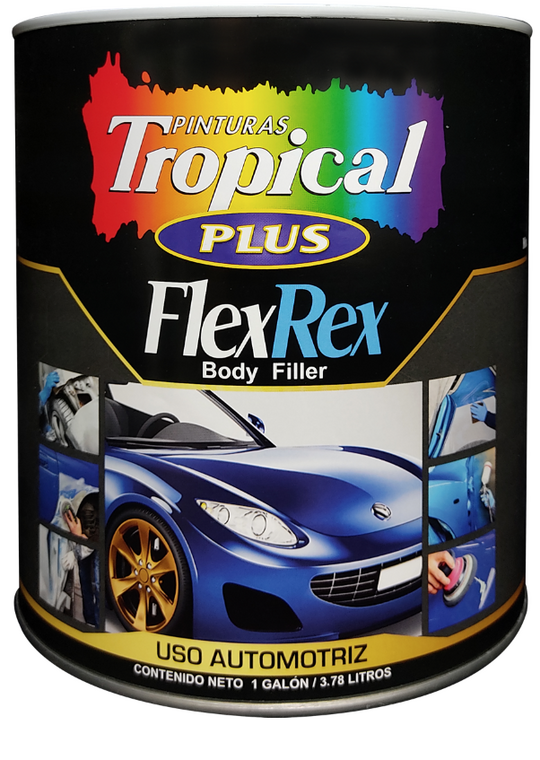 PINTURAS
Tropical
PLUS
FlexRex
Body Filler
USO AUTOMOTRIZ
CONTENIDO NETO 1 GALÓN / 3.78 LITROS